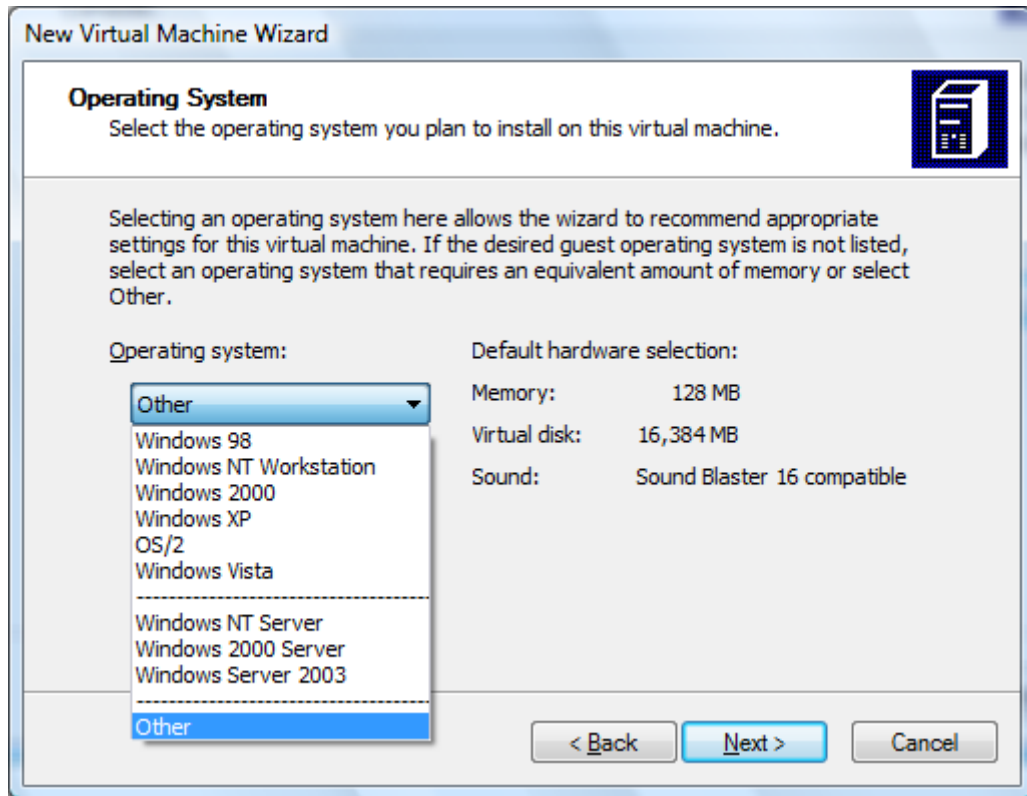 New Virtual Machine Wizard
Operating System
Select the operating system you plan to install on this virtual machine.
Selecting an operating system here allows the wizard to recommend appropriate
settings for this virtual machine. If the desired guest operating system is not listed,
select an operating system that requires an equivalent amount of memory or select
Other.
Operating system:
Other
Windows 98
Windows NT Workstation
Windows 2000
Windows XP
OS/2
Windows Vista
Windows NT Server
Windows 2000 Server
Windows Server 2003
Other
Default hardware selection:
Memory: 128 MB
Virtual disk: 16,384 MB
Sound: Sound Blaster 16 compatible
< Back Next > Cancel